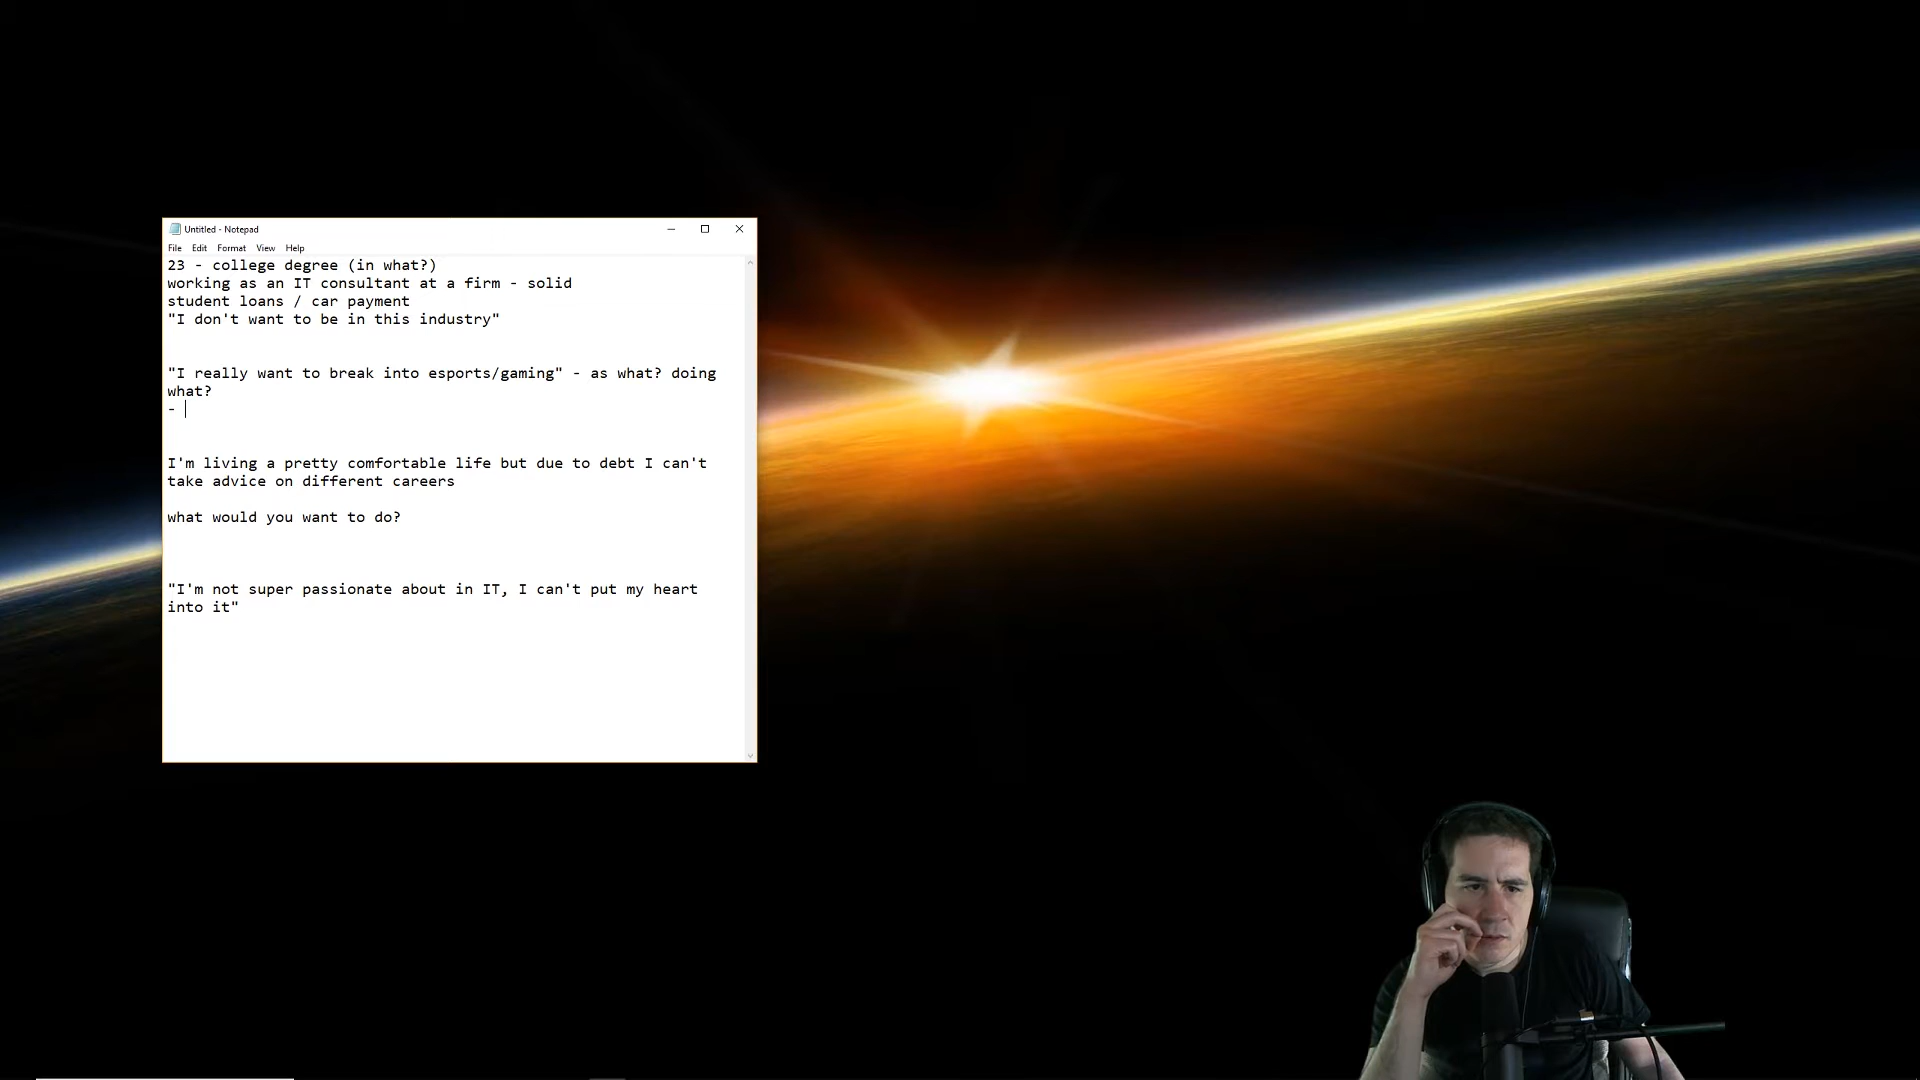 Untitled - Notepad
File Edit Format View Help
23 - college degree (in what?)
working as an IT consultant at a firm - solid
student loans / car payment
"I don't want to be in this industry"
"I really want to break into esports/gaming" - as what? doing
what?
-
I'm living a pretty comfortable life but due to debt I can't
take advice on different careers
what would you want to do?
"I'm not super passionate about in IT, I can't put my heart
into it"